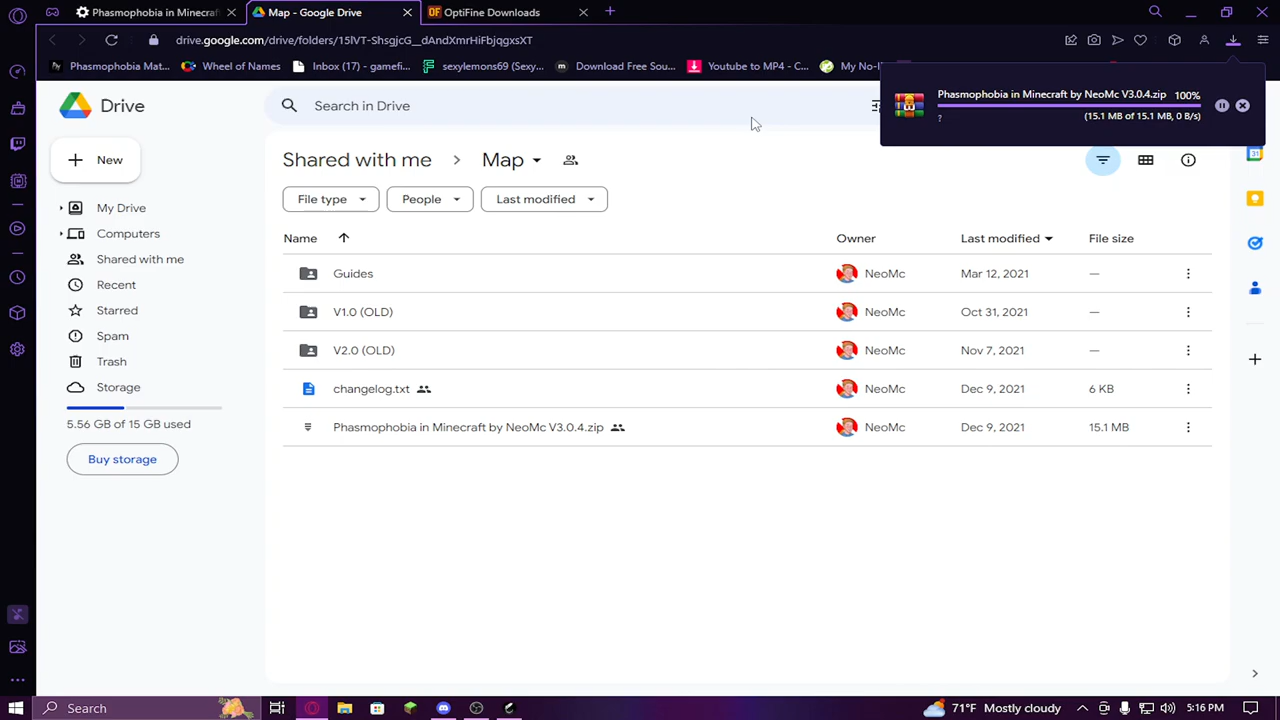 Phasmophobia in Minecraf
Map - Google Drive
OF
OptiFine Downloads
drive.google.com/drive/folders/15lVT-ShsgjcG__dAndXmrHiFbjqgxsXT
Phasmophobia Mat...
Wheel of Names
Inbox (17) - gamefi...
sexylemons69 (Sexy...
Download Free Sou...
Youtube to MP4 - C...
My No-l
Phasmophobia in Minecraft by NeoMc V3.0.4.zip 100%
?
(15.1 MB of 15.1 MB, 0 B/s)
Drive
Search in Drive
31
New
Shared with me
Map
File type
People
Last modified
My Drive
Computers
Shared with me
Recent
Starred
Spam
Trash
Storage
5.56 GB of 15 GB used
Buy storage
Name
Owner
Last modified
File size
Guides
NeoMc
Mar 12, 2021
—
V1.0 (OLD)
NeoMc
Oct 31, 2021
—
V2.0 (OLD)
NeoMc
Nov 7, 2021
—
changelog.txt
NeoMc
Dec 9, 2021
6 KB
Phasmophobia in Minecraft by NeoMc V3.0.4.zip
NeoMc
Dec 9, 2021
15.1 MB
Search
71°F Mostly cloudy
5:16 PM